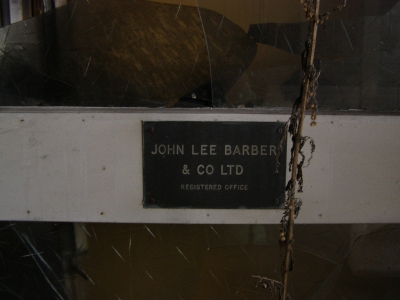 JOHN LEE BARBER
& CO LTD
REGISTERED OFFICE